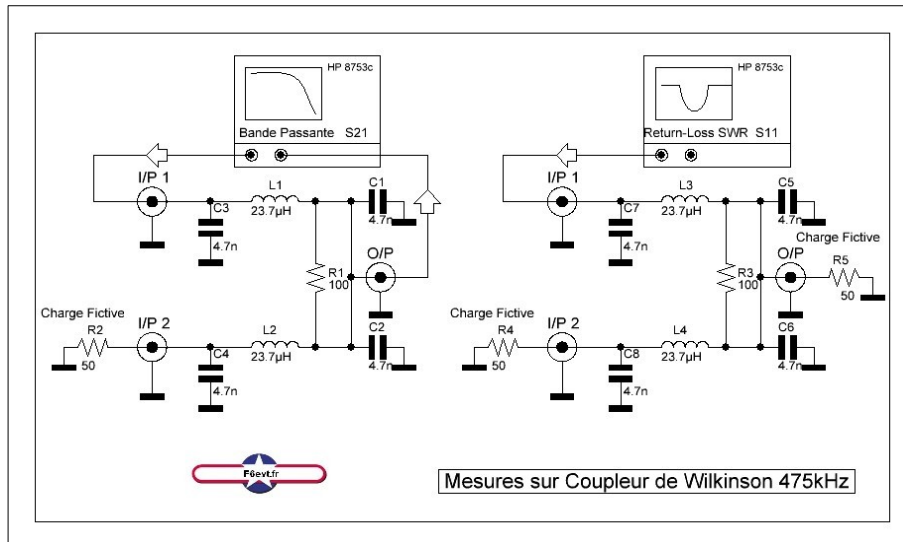 HP 8753c
Bande Passante S21
I/P 1
C3
4.7n
L1
23.7µH
C1
4.7n
R1
100
O/P
Charge Fictive
R2
50
I/P 2
C4
4.7n
L2
23.7µH
C2
4.7n
HP 8753c
Return-Loss SWR S11
I/P 1
C7
4.7n
L3
23.7µH
C5
4.7n
R3
100
O/P
Charge Fictive
R5
50
Charge Fictive
R4
50
I/P 2
C8
4.7n
L4
23.7µH
C6
4.7n
F6evt.fr
Mesures sur Coupleur de Wilkinson 475kHz